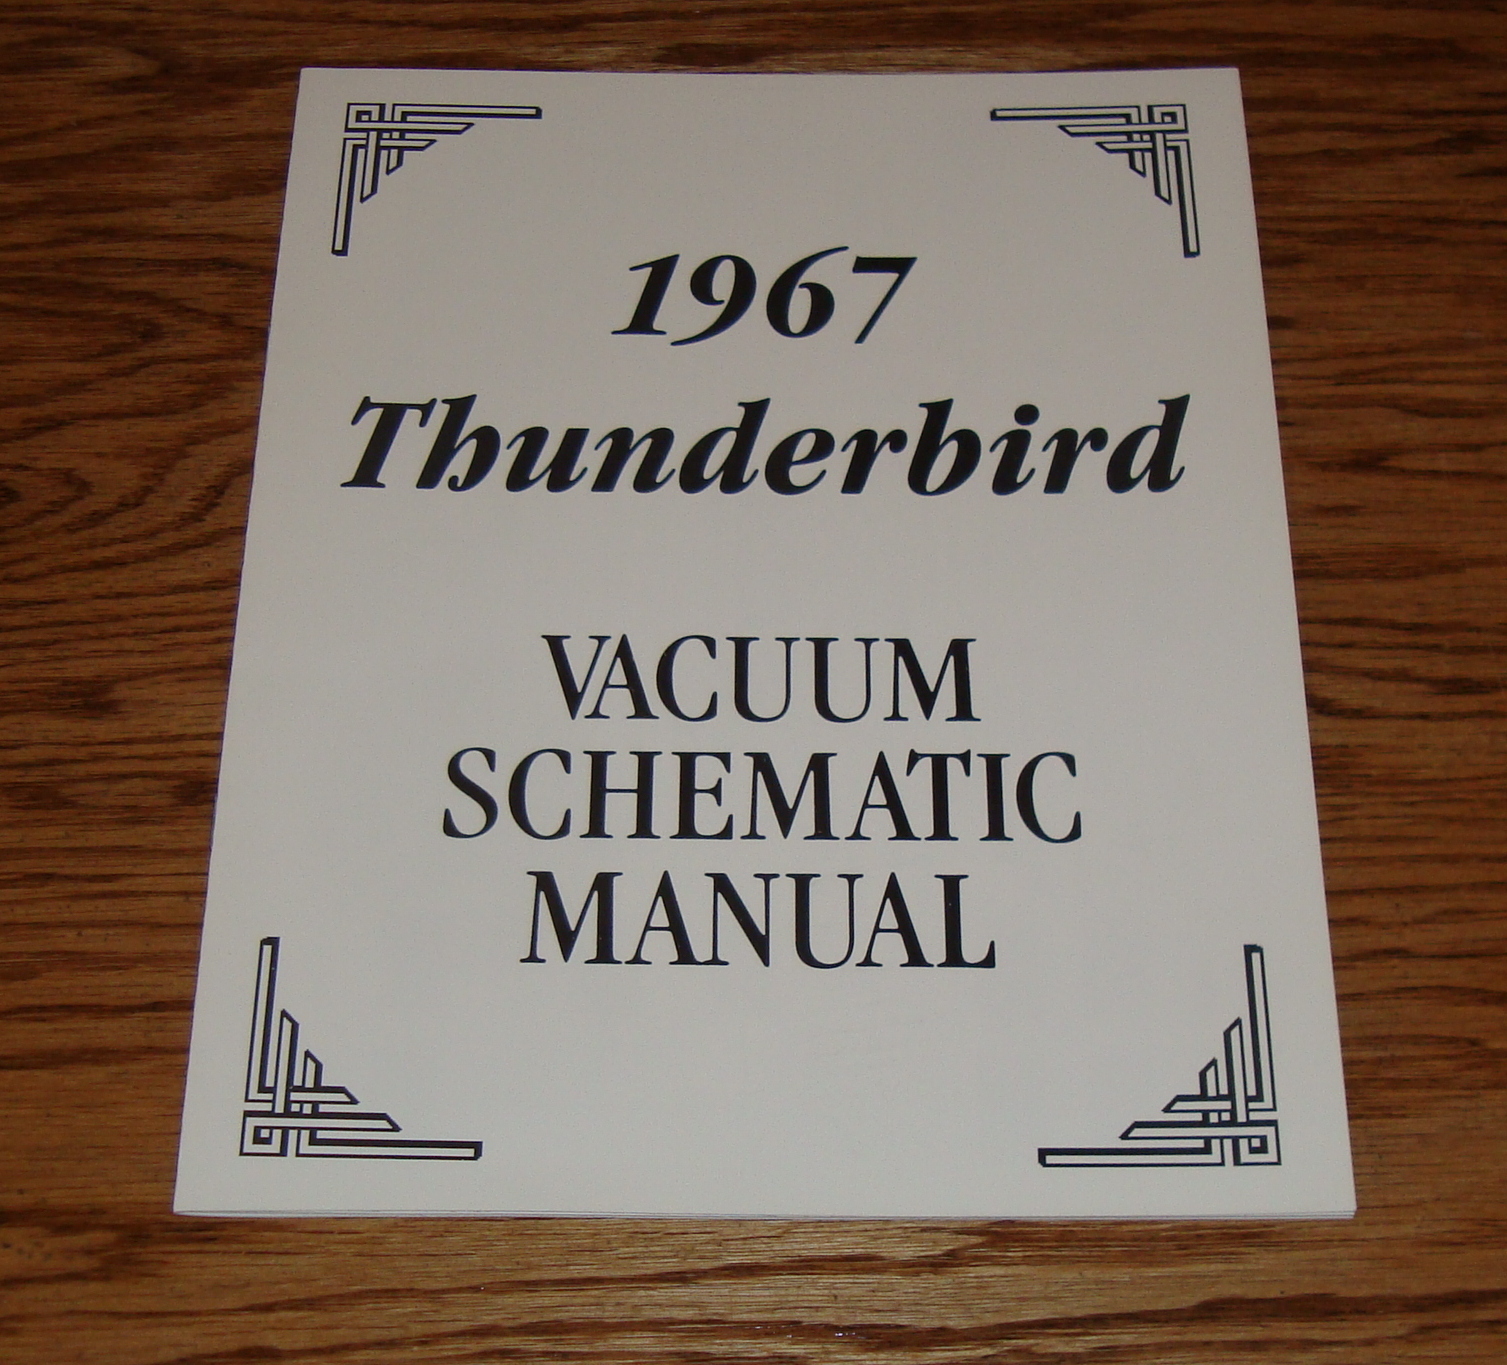 1967
Thunderbird
VACUUM
SCHEMATIC
MANUAL